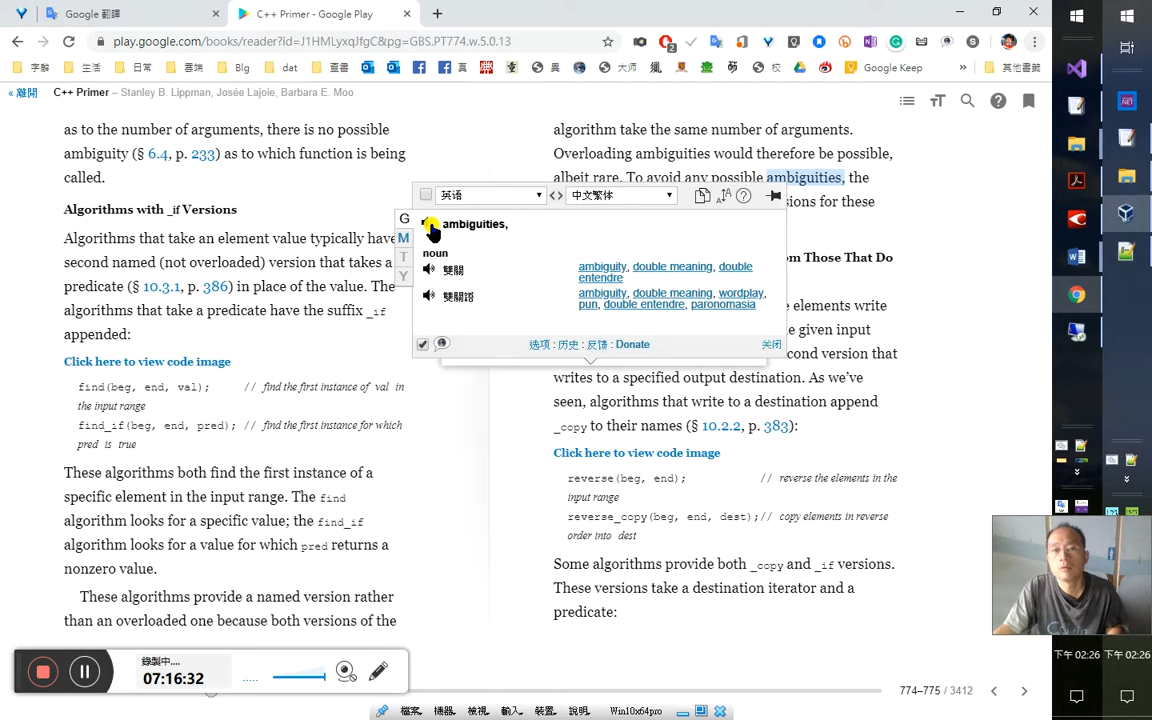 Google 翻譯
C++ Primer - Google Play
play.google.com/books/reader?id=J1HMLyxqJfgC&pg=GBS.PT774.w.5.0.13
字辭
生活
日常
雲端
Blg
dat
查書
真
異
大师
校
Google Keep
»
其他書籤
« 離開
C++ Primer – Stanley B. Lippman, Josée Lajoie, Barbara E. Moo
as to the number of arguments, there is no possible
ambiguity (§ 6.4, p. 233) as to which function is being
called.
Algorithms with _if Versions
Algorithms that take an element value typically have
second named (not overloaded) version that takes a
predicate (§ 10.3.1, p. 386) in place of the value. The
algorithms that take a predicate have the suffix _if
appended:
Click here to view code image
find(beg, end, val); // find the first instance of val in
the input range
find_if(beg, end, pred); // find the first instance for which
pred is true
These algorithms both find the first instance of a
specific element in the input range. The find
algorithm looks for a specific value; the find_if
algorithm looks for a value for which pred returns a
nonzero value.
These algorithms provide a named version rather
than an overloaded one because both versions of the
algorithm take the same number of arguments.
Overloading ambiguities would therefore be possible,
albeit rare. To avoid any possible ambiguities, the
sions for these
om Those That Do
e elements write
e given input
cond version that
writes to a specified output destination. As we’ve
seen, algorithms that write to a destination append
_copy to their names (§ 10.2.2, p. 383):
Click here to view code image
reverse(beg, end); // reverse the elements in the
input range
reverse_copy(beg, end, dest);// copy elements in reverse
order into dest
Some algorithms provide both _copy and _if versions.
These versions take a destination iterator and a
predicate:
英语
中文繁体
G
M
T
Y
ambiguities,
noun
雙關
ambiguity, double meaning, double
entendre
雙關語
ambiguity, double meaning, wordplay,
pun, double entendre, paronomasia
选项 : 历史 : 反馈 : Donate
关闭
錄製中....
07:16:32
774–775 / 3412
下午 02:26
下午 02:26
檔案
機器
檢視
輸入
裝置
說明
Win10x64pro